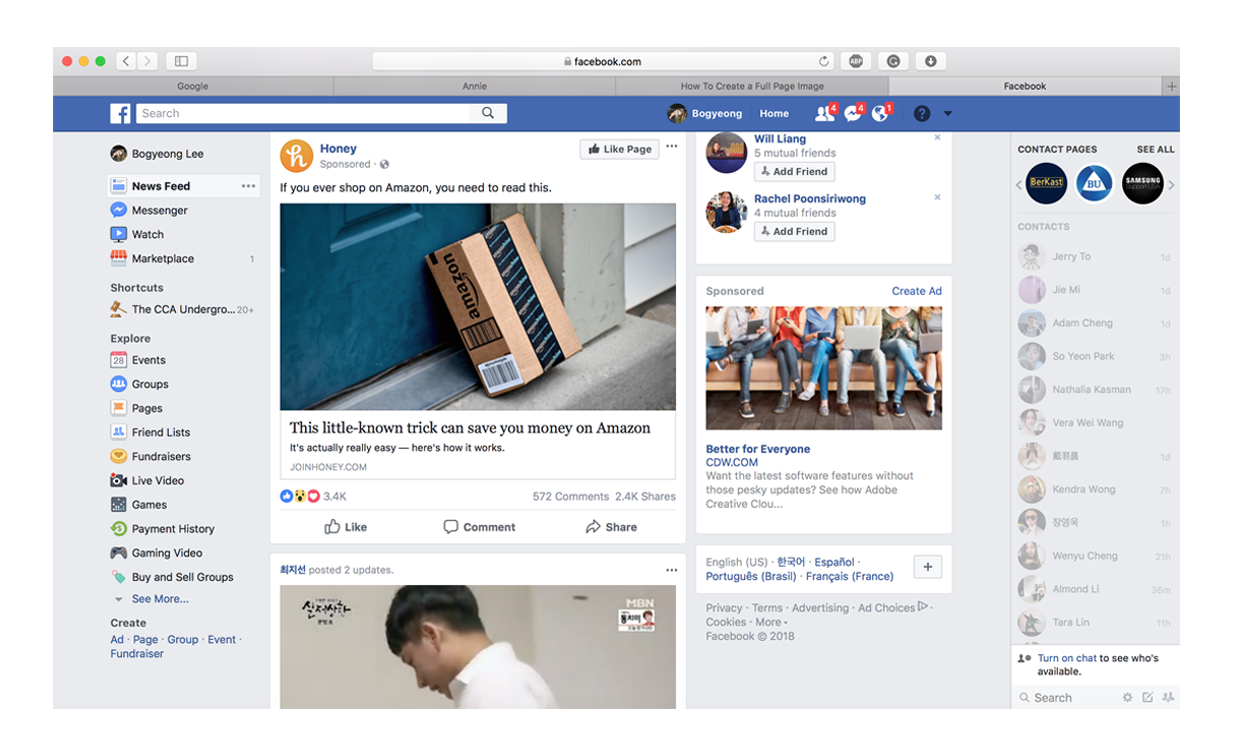 facebook.com
ABP
Google
Annie
How To Create a Full Page Image
Facebook
Search
Bogyeong
Home
4
4
1
Bogyeong Lee
News Feed
Messenger
Watch
Marketplace 1
Shortcuts
The CCA Undergro... 20+
Explore
28 Events
Groups
Pages
Friend Lists
Fundraisers
Live Video
Games
Payment History
Gaming Video
Buy and Sell Groups
See More...
Create
Ad · Page · Group · Event ·
Fundraiser
Honey
Sponsored ·
Like Page
If you ever shop on Amazon, you need to read this.
amazon
This little-known trick can save you money on Amazon
It's actually really easy — here's how it works.
JOINHONEY.COM
3.4K
572 Comments 2.4K Shares
Like
Comment
Share
최지선 posted 2 updates.
MBN
동치미
Will Liang
5 mutual friends
Add Friend
Rachel Poonsiriwong
4 mutual friends
Add Friend
Sponsored
Create Ad
Better for Everyone
CDW.COM
Want the latest software features without
those pesky updates? See how Adobe
Creative Clou...
English (US) · 한국어 · Español ·
Português (Brasil) · Français (France)
Privacy · Terms · Advertising · Ad Choices ·
Cookies · More
Facebook © 2018
CONTACT PAGES
SEE ALL
BerKast
BU
SAMSUNG
Support USA
CONTACTS
Jerry To 1d
Jie Mi 1d
Adam Cheng 1d
So Yeon Park 3h
Nathalia Kasman 17h
Vera Wei Wang
戴羽晨 1d
Kendra Wong 7h
장영욱 1h
Wenyu Cheng 21h
Almond Li 36m
Tara Lin 11h
Turn on chat to see who's
available.
Search